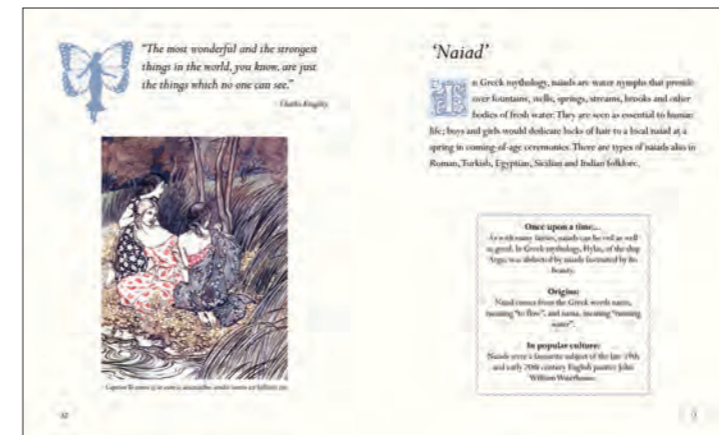 "The most wonderful and the strongest
things in the world, you know, are just
the things which no one can see."
Charles Kingsley
'Naiad'
In Greek mythology, naiads are water nymphs that preside
over fountains, wells, springs, streams, brooks and other
bodies of fresh water. They are seen as essential to human
life; boys and girls would dedicate locks of hair to a local naiad at a
spring in coming-of-age ceremonies. There are types of naiads also in
Roman, Turkish, Egyptian, Sicilian and Indian folklore.
Once upon a time...
As with many fairies, naiads can be evil as well
as good. In Greek mythology, Hylas, of the ship
Argo, was abducted by naiads fascinated by his
beauty.
Origins:
Naiad comes from the Greek words
meaning "to flow", and nama, meaning "running
water".
In popular culture:
Naiads were a favourite subject of the late 19th
and early 20th century English painter John
William Waterhouse.